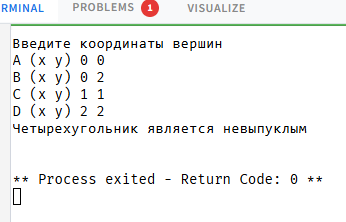 RMINAL PROBLEMS 1 VISUALIZE
Введите координаты вершин
A (x y) 0 0
B (x y) 0 2
C (x y) 1 1
D (x y) 2 2
Четырехугольник является невыпуклым
** Process exited - Return Code: 0 **